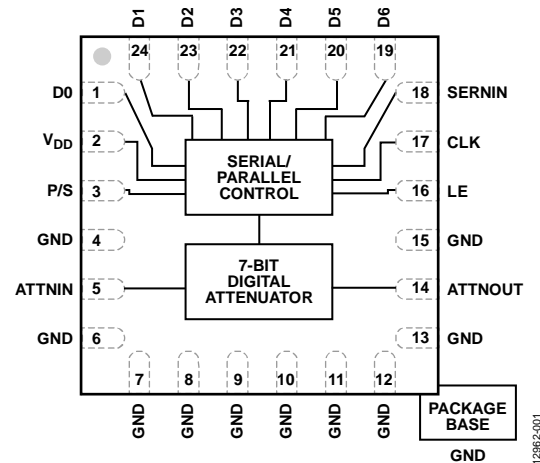 D1
D2
D3
D4
D5
D6
24
23
22
21
20
19
D0
1
18
SERNIN
VDD
2
17
CLK
P/S
3
16
LE
SERIAL/
PARALLEL
CONTROL
GND
4
15
GND
ATTNIN
5
14
ATTNOUT
7-BIT
DIGITAL
ATTENUATOR
GND
6
13
GND
7
8
9
10
11
12
GND
GND
GND
GND
GND
GND
PACKAGE
BASE
GND
12962-001